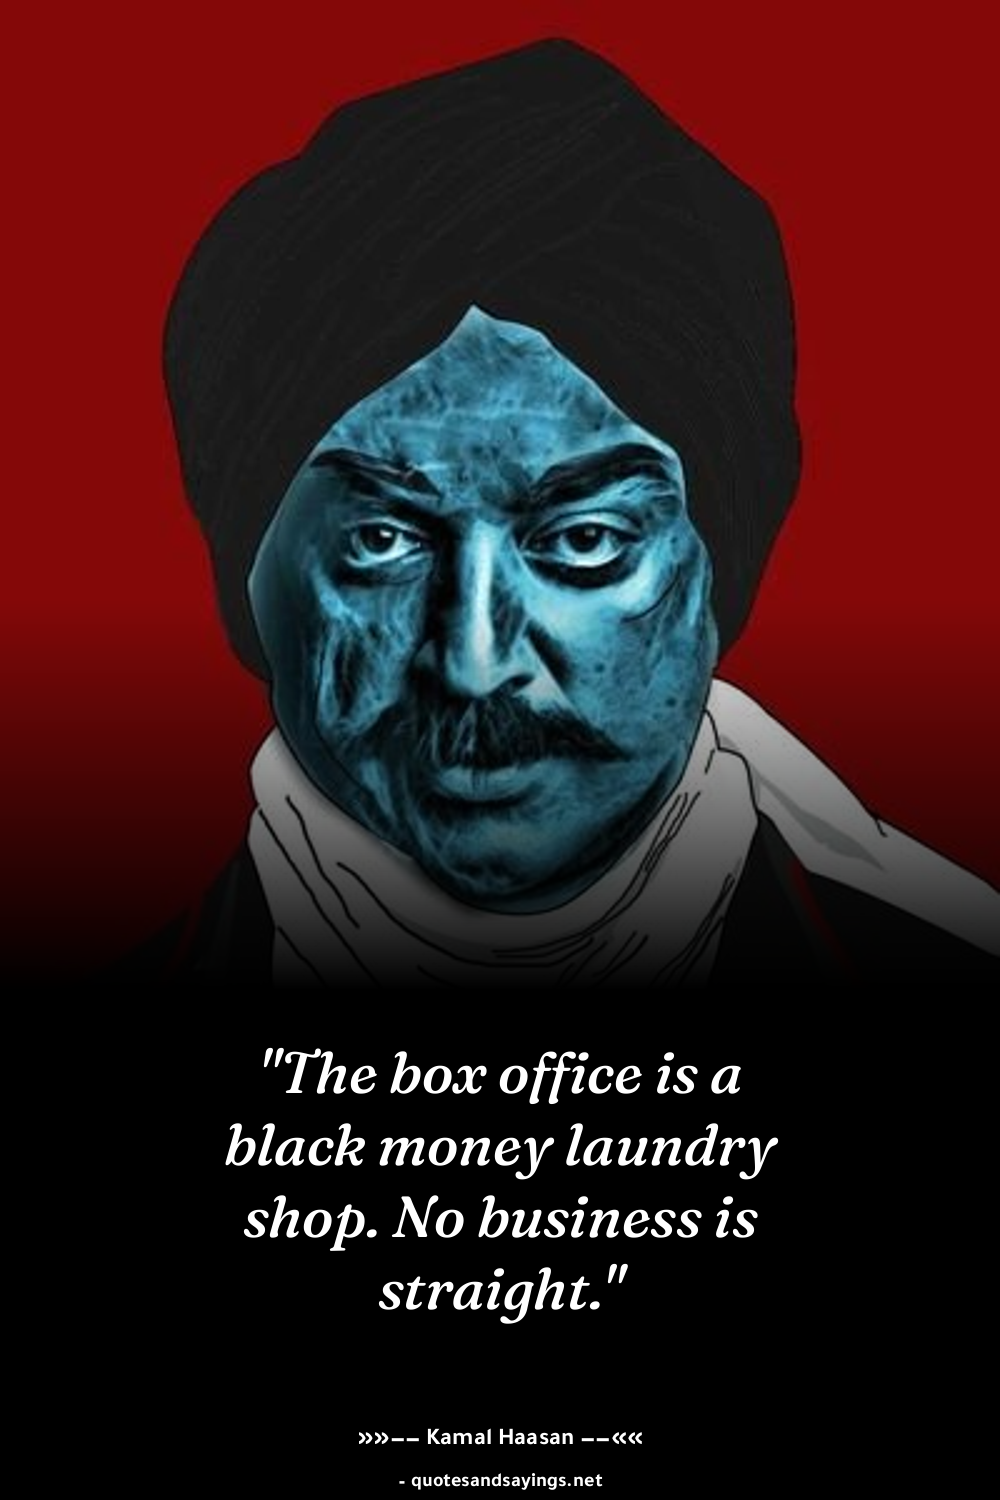 "The box office is a
black money laundry
shop. No business is
straight."
»»–– Kamal Haasan ––««
- quotesandsayings.net